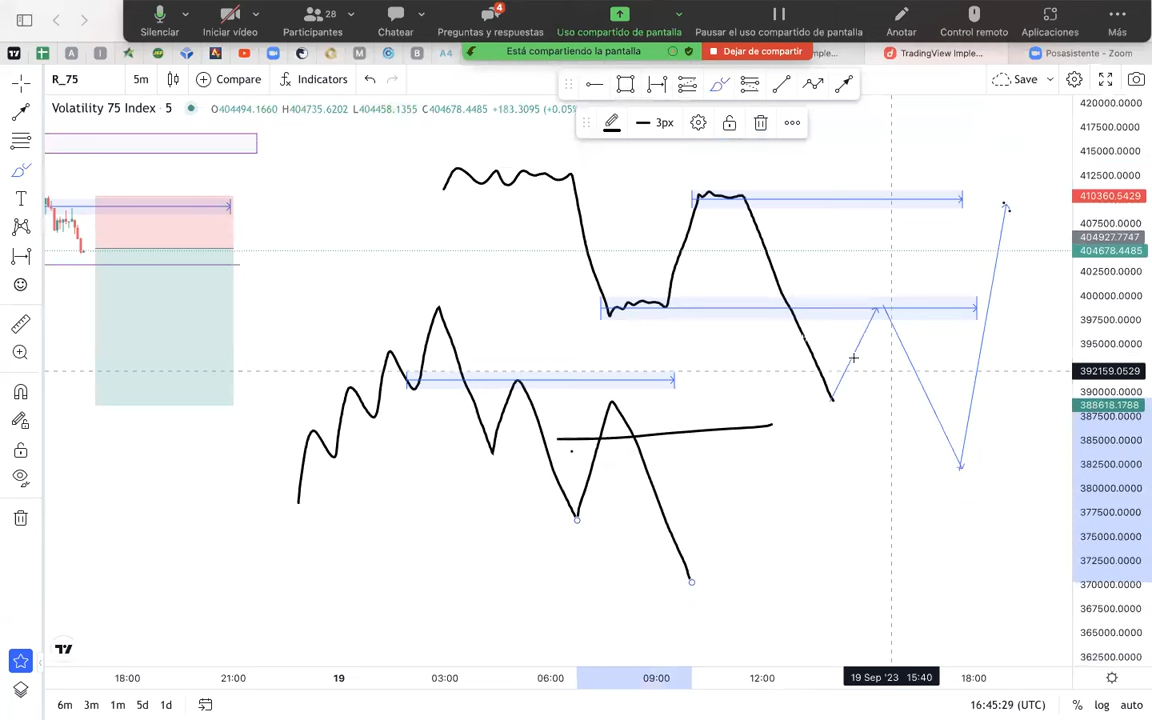 28
4
Silenciar
Iniciar vídeo
Participantes
Chatear
Preguntas y respuestas
Uso compartido de pantalla
Pausar el uso compartido de pantalla
Anotar
Control remoto
Aplicaciones
Más
A
I
M
C
B
A4
Está compartiendo la pantalla
Dejar de compartir
TradingView Imple...
Posasistente - Zoom
R_75
5m
Compare
Indicators
Save
Volatility 75 Index · 5
O404494.1660 H404735.6202 L404458.1355 C404678.4485 +183.3095 (+0.05%
3px
420000.0000
417500.0000
415000.0000
412500.0000
410360.5429
407500.0000
404927.7747
404678.4485
402500.0000
400000.0000
397500.0000
395000.0000
392159.0529
390000.0000
388618.1788
387500.0000
385000.0000
382500.0000
380000.0000
377500.0000
375000.0000
372500.0000
370000.0000
367500.0000
365000.0000
362500.0000
18:00
21:00
19
03:00
06:00
09:00
12:00
19 Sep '23 15:40
18:00
6m
3m
1m
5d
1d
16:45:29 (UTC)
%
log
auto